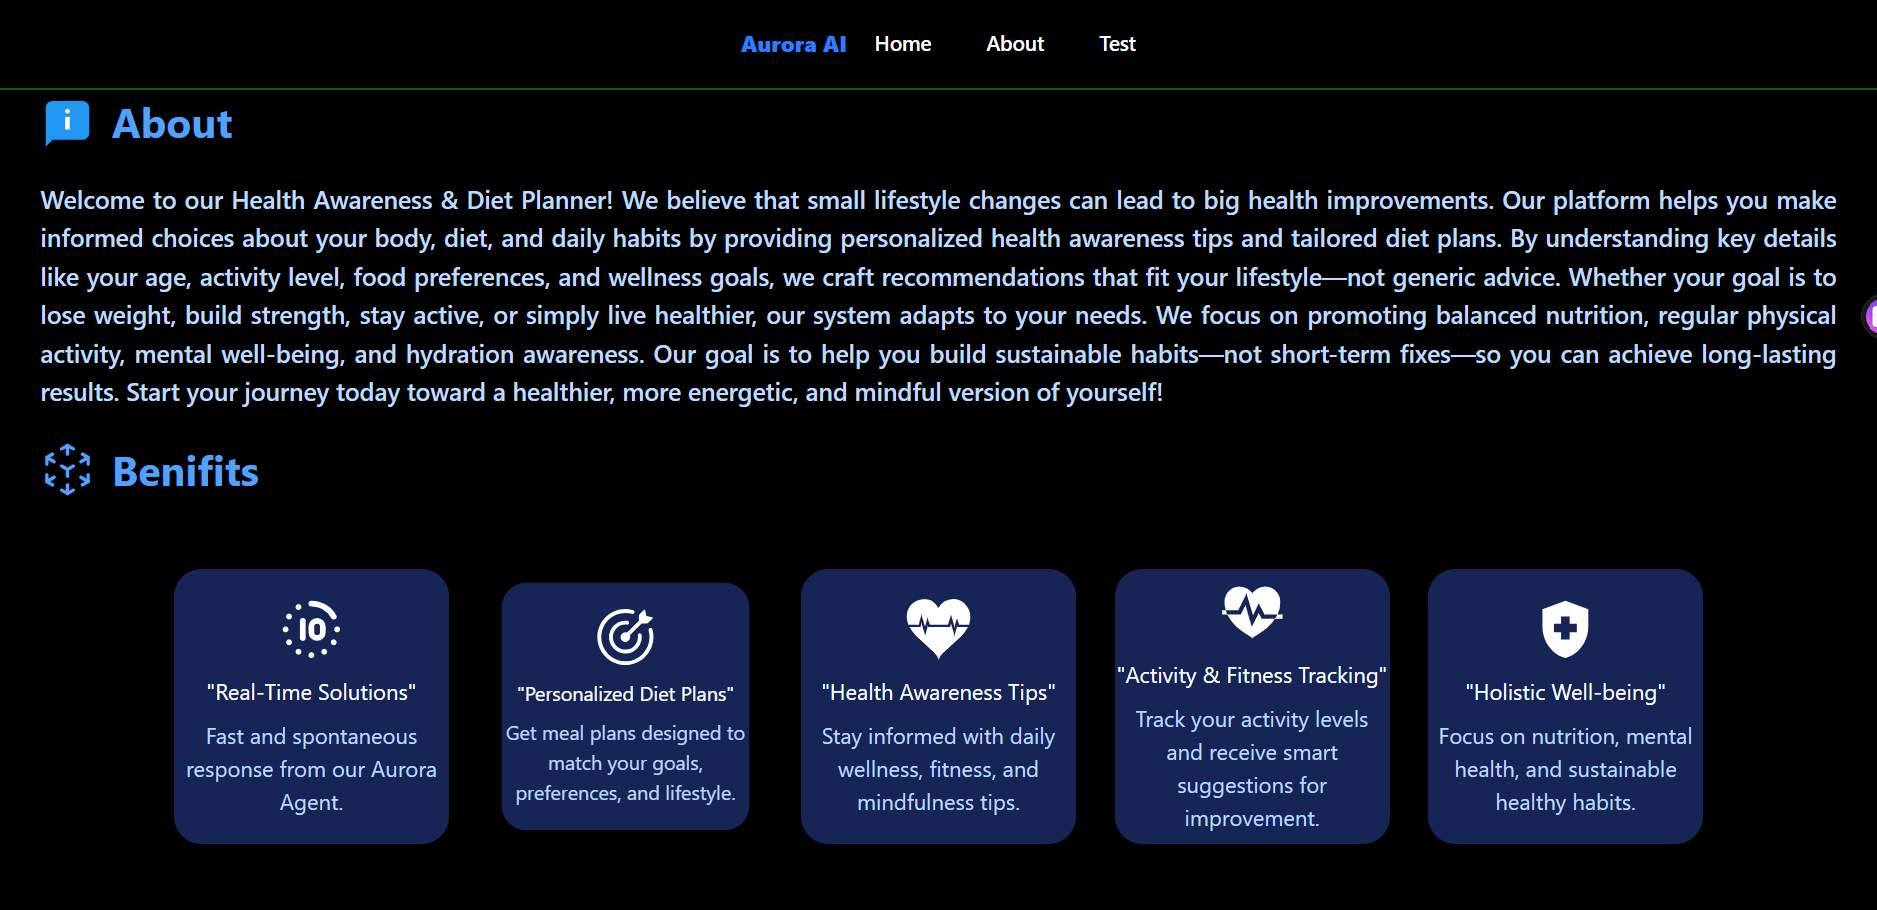 Aurora AI Home About Test
About
Welcome to our Health Awareness & Diet Planner! We believe that small lifestyle changes can lead to big health improvements. Our platform helps you make
informed choices about your body, diet, and daily habits by providing personalized health awareness tips and tailored diet plans. By understanding key details
like your age, activity level, food preferences, and wellness goals, we craft recommendations that fit your lifestyle—not generic advice. Whether your goal is to
lose weight, build strength, stay active, or simply live healthier, our system adapts to your needs. We focus on promoting balanced nutrition, regular physical
activity, mental well-being, and hydration awareness. Our goal is to help you build sustainable habits—not short-term fixes—so you can achieve long-lasting
results. Start your journey today toward a healthier, more energetic, and mindful version of yourself!
Benifits
10
"Real-Time Solutions"
Fast and spontaneous
response from our Aurora
Agent.
"Personalized Diet Plans"
Get meal plans designed to
match your goals,
preferences, and lifestyle.
"Health Awareness Tips"
Stay informed with daily
wellness, fitness, and
mindfulness tips.
"Activity & Fitness Tracking"
Track your activity levels
and receive smart
suggestions for
improvement.
"Holistic Well-being"
Focus on nutrition, mental
health, and sustainable
healthy habits.